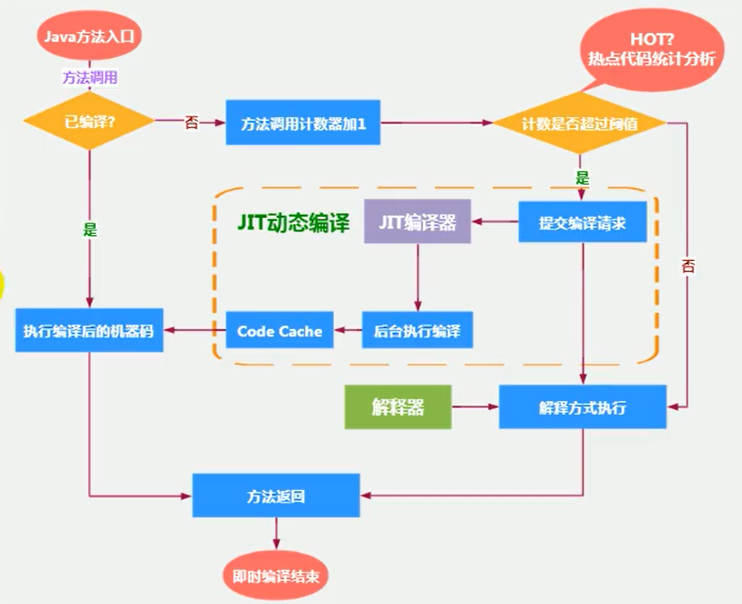 Java方法入口
方法调用
HOT?
热点代码统计分析
已编译?
否
方法调用计数器加1
计数是否超过阈值
是
是
JIT动态编译
JIT编译器
提交编译请求
否
执行编译后的机器码
Code Cache
后台执行编译
解释器
解释方式执行
方法返回
即时编译结束